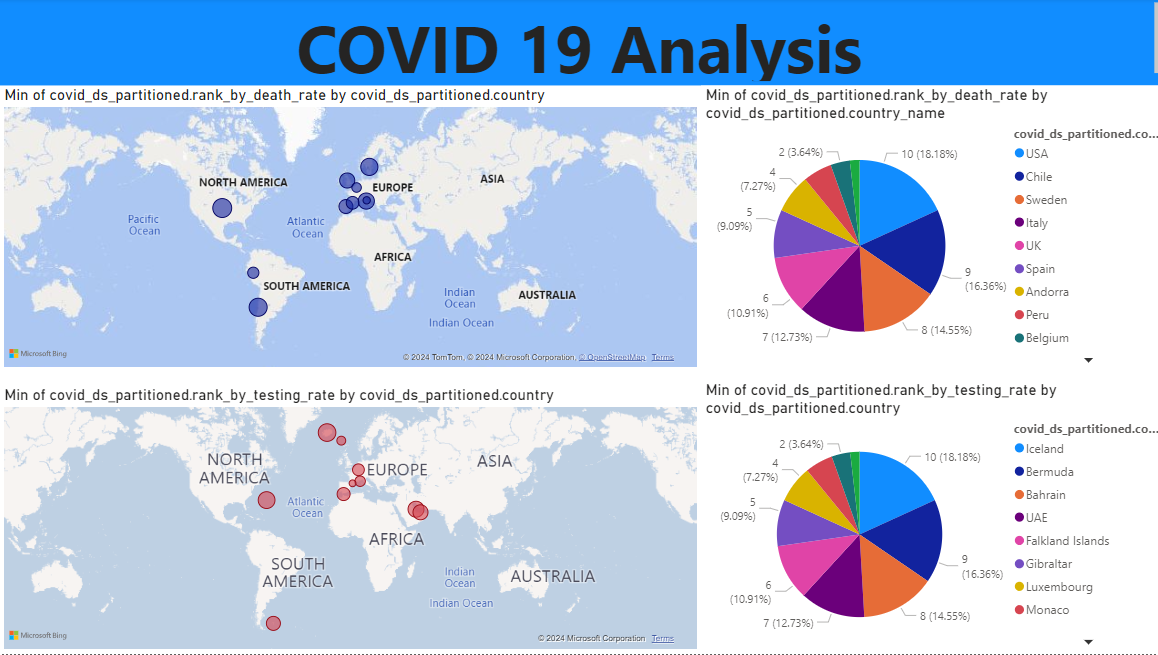 COVID 19 Analysis
Min of covid_ds_partitioned.rank_by_death_rate by covid_ds_partitioned.country
NORTH AMERICA
EUROPE
ASIA
Pacific
Ocean
Atlantic
Ocean
AFRICA
SOUTH AMERICA
Indian
Ocean
AUSTRALIA
Indian Ocean
Microsoft Bing
© 2024 TomTom, © 2024 Microsoft Corporation, © OpenStreetMap Terms
Min of covid_ds_partitioned.rank_by_death_rate by
covid_ds_partitioned.country_name
2 (3.64%)
10 (18.18%)
4
(7.27%)
5
(9.09%)
9
(16.36%)
6
(10.91%)
7 (12.73%)
8 (14.55%)
covid_ds_partitioned.co...
USA
Chile
Sweden
Italy
UK
Spain
Andorra
Peru
Belgium
Min of covid_ds_partitioned.rank_by_testing_rate by covid_ds_partitioned.country
NORTH
AMERICA
EUROPE
ASIA
Atlantic
Ocean
AFRICA
SOUTH
AMERICA
Indian
Ocean
AUSTRALIA
Indian Ocean
Microsoft Bing
© 2024 Microsoft Corporation Terms
Min of covid_ds_partitioned.rank_by_testing_rate by
covid_ds_partitioned.country
2 (3.64%)
10 (18.18%)
4
(7.27%)
5
(9.09%)
9
(16.36%)
6
(10.91%)
7 (12.73%)
8 (14.55%)
covid_ds_partitioned.co...
Iceland
Bermuda
Bahrain
UAE
Falkland Islands
Gibraltar
Luxembourg
Monaco